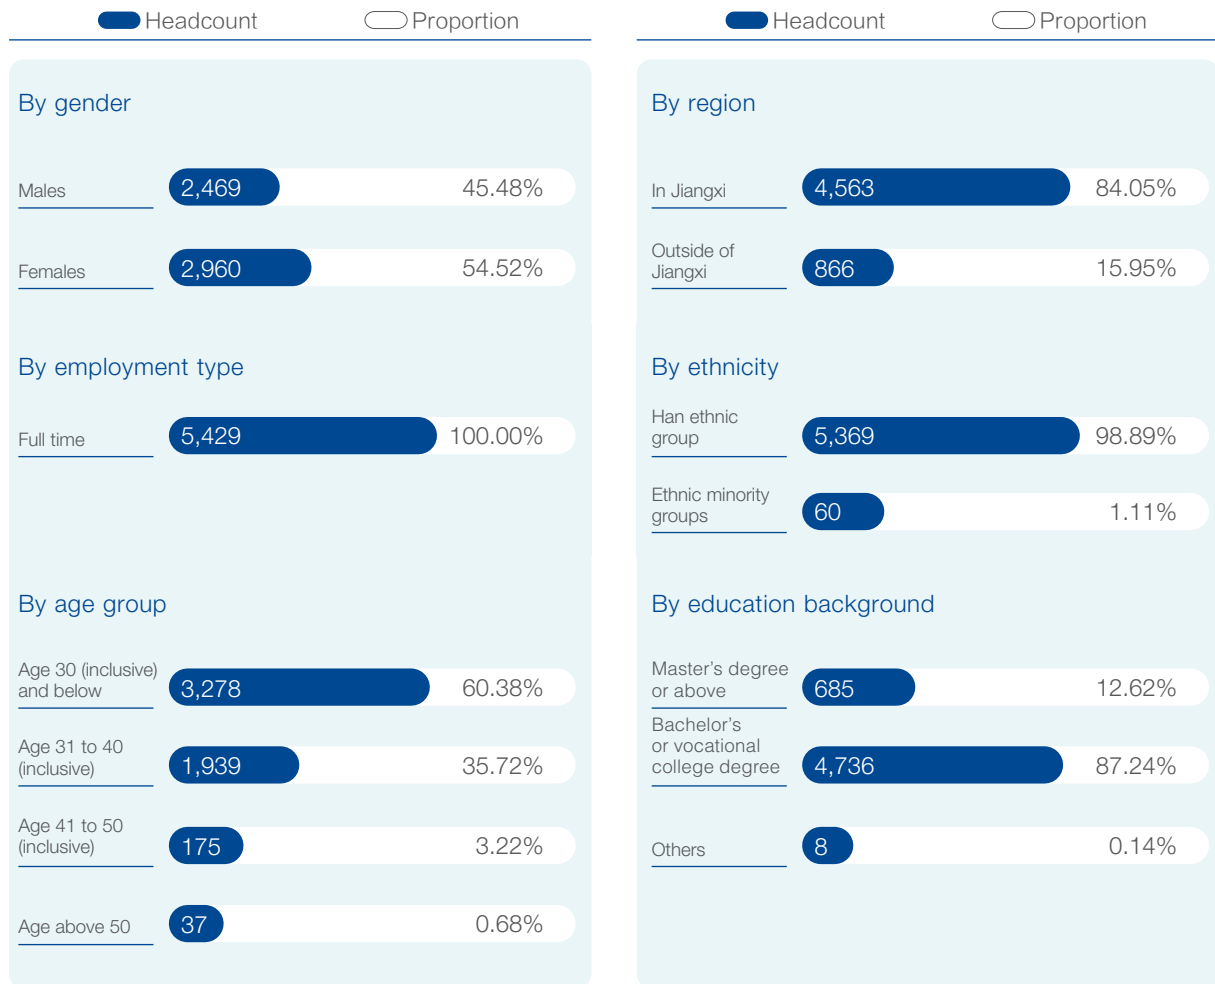 Headcount Proportion
By gender
Males 2,469 45.48%
Females 2,960 54.52%
By employment type
Full time 5,429 100.00%
By age group
Age 30 (inclusive)
and below 3,278 60.38%
Age 31 to 40
(inclusive) 1,939 35.72%
Age 41 to 50
(inclusive) 175 3.22%
Age above 50 37 0.68%
Headcount Proportion
By region
In Jiangxi 4,563 84.05%
Outside of
Jiangxi 866 15.95%
By ethnicity
Han ethnic
group 5,369 98.89%
Ethnic minority
groups 60 1.11%
By education background
Master's degree
or above 685 12.62%
Bachelor's
or vocational
college degree 4,736 87.24%
Others 8 0.14%